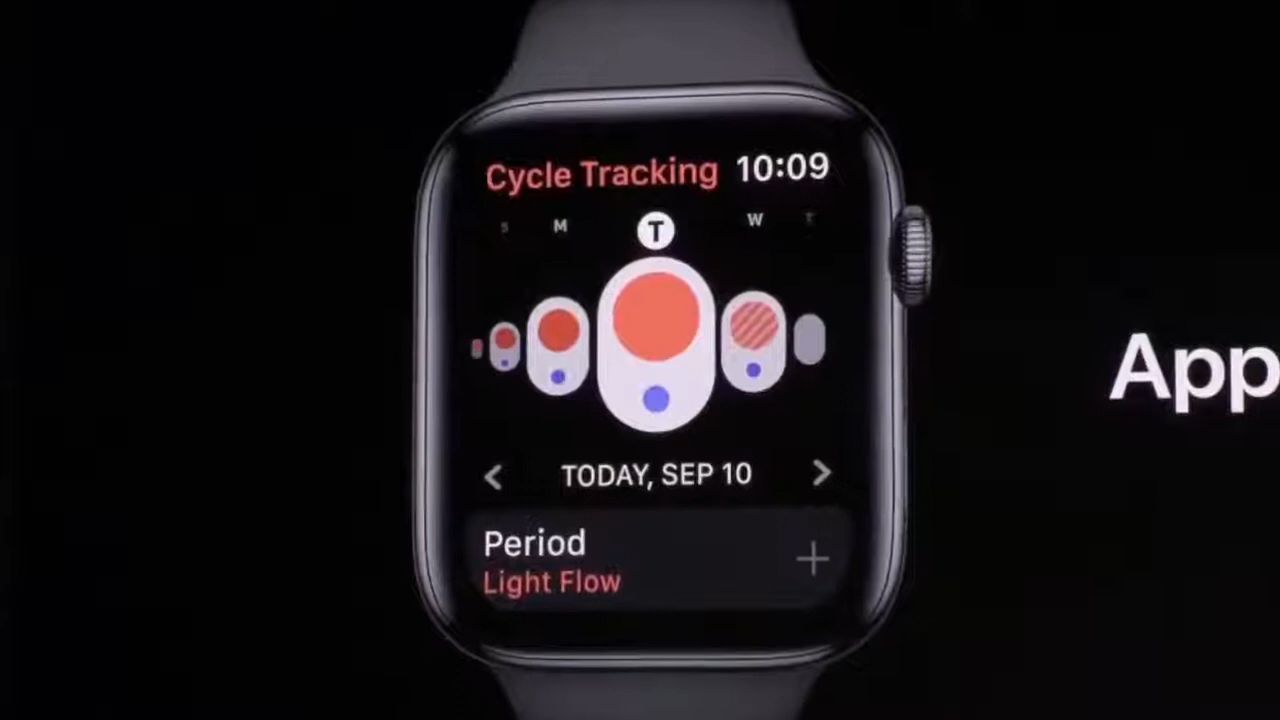 Cycle Tracking 10:09
S M T W T
TODAY, SEP 10
Period
Light Flow
App